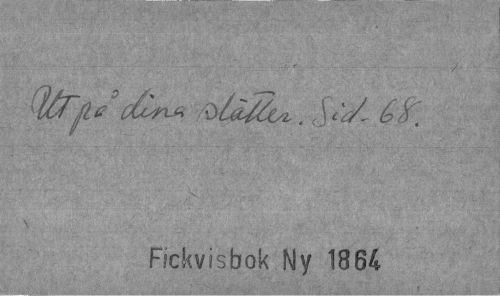 Ut på dina slätter. Sid. 68.
Fickvisbok Ny 1864